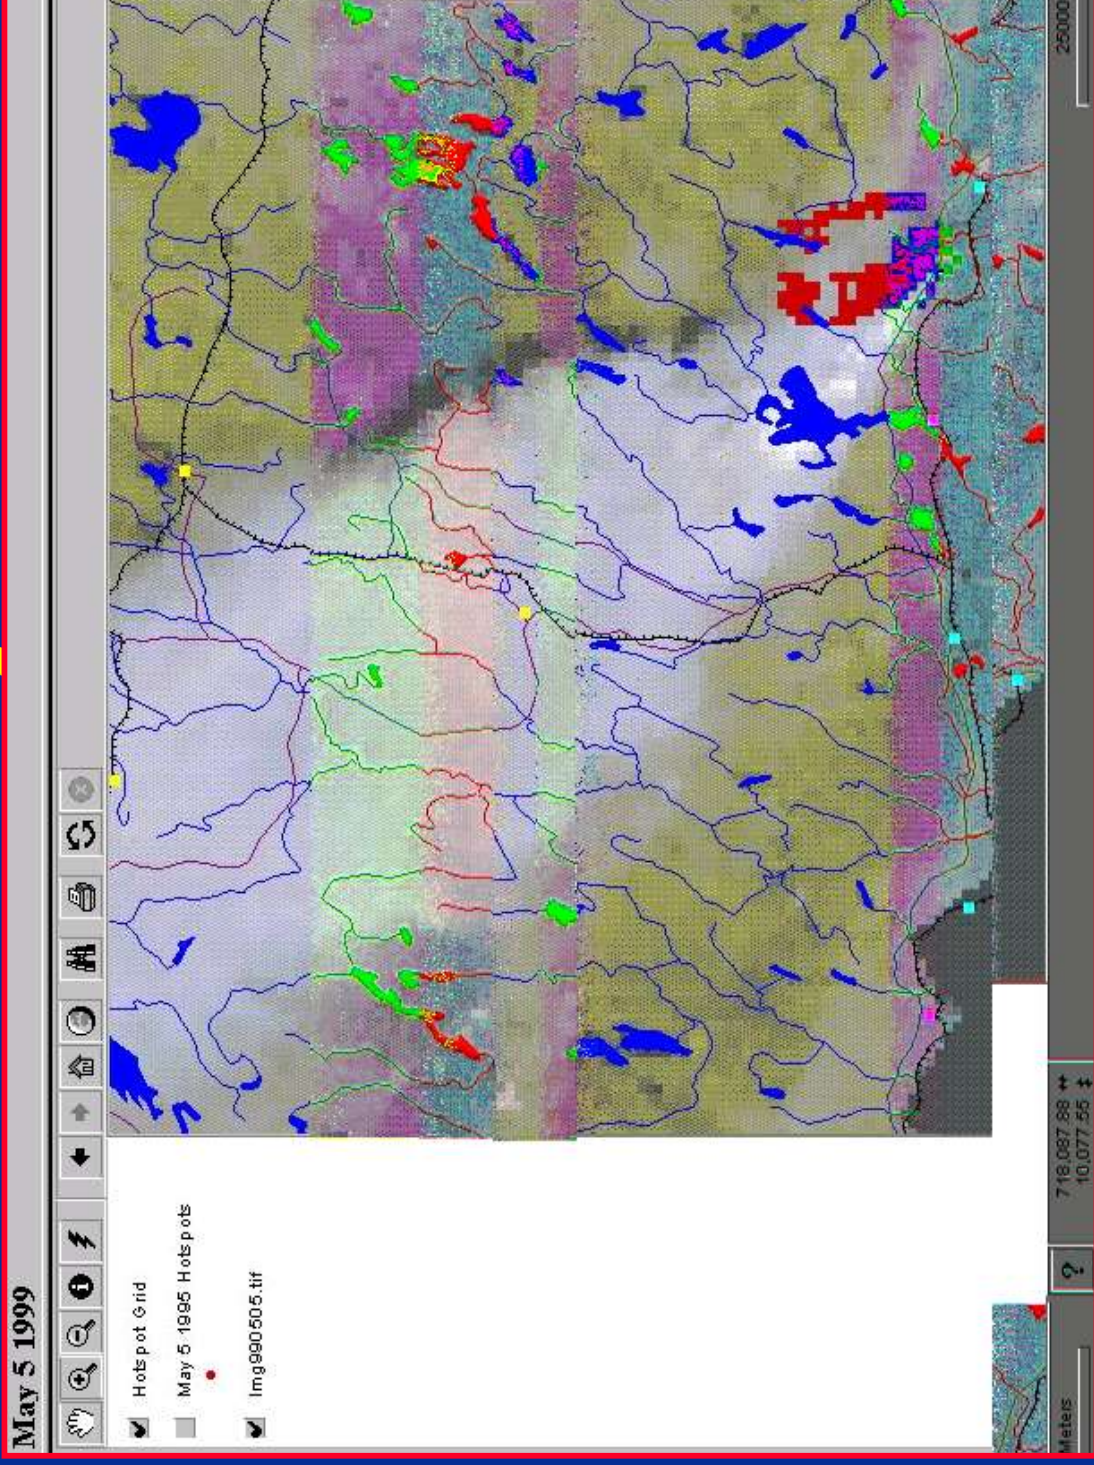 May 5 1999
Hotspot Grid
May 5 1995 Hotspots
Img990505.tif
Meters
?
718,087.88 ↔
10,077.55 ↕
25000